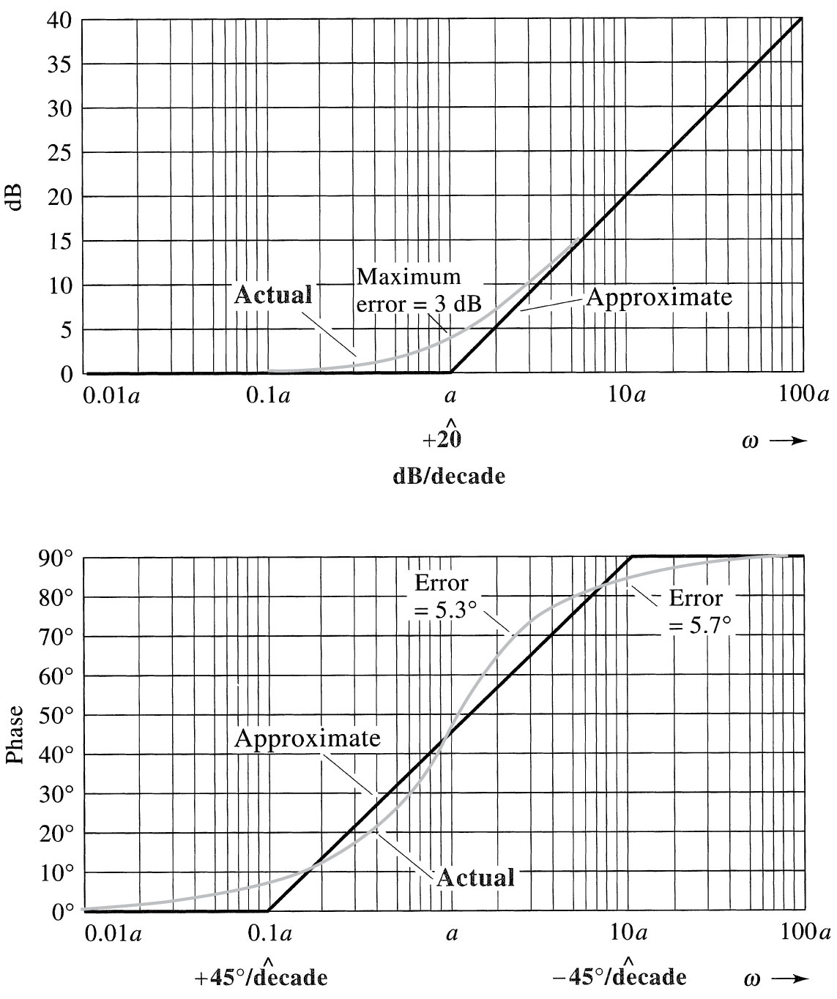 40
35
30
25
20
15
10
5
0
dB
Actual
Maximum
error = 3 dB
Approximate
0.01a
0.1a
a
10a
100a
^
+20
dB/decade
ω →
90°
80°
70°
60°
50°
40°
30°
20°
10°
0°
Phase
Error
= 5.3°
Error
= 5.7°
Approximate
Actual
0.01a
0.1a
a
10a
100a
^
+45°/decade
^
−45°/decade
ω →